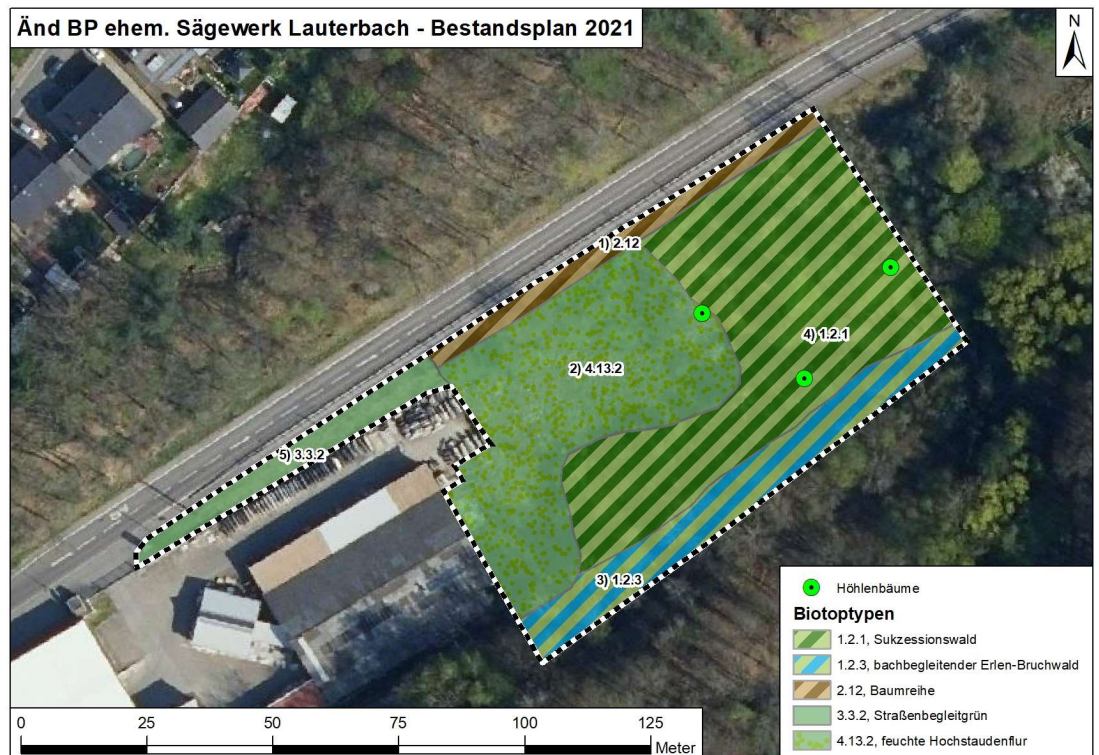 Änd BP ehem. Sägewerk Lauterbach - Bestandsplan 2021
N
1) 2.12
2) 4.13.2
4) 1.2.1
5) 3.3.2
3) 1.2.3
Höhlenbäume
Biotoptypen
1.2.1, Sukzessionswald
1.2.3, bachbegleitender Erlen-Bruchwald
2.12, Baumreihe
3.3.2, Straßenbegleitgrün
4.13.2, feuchte Hochstaudenflur
0 25 50 75 100 125
Meter